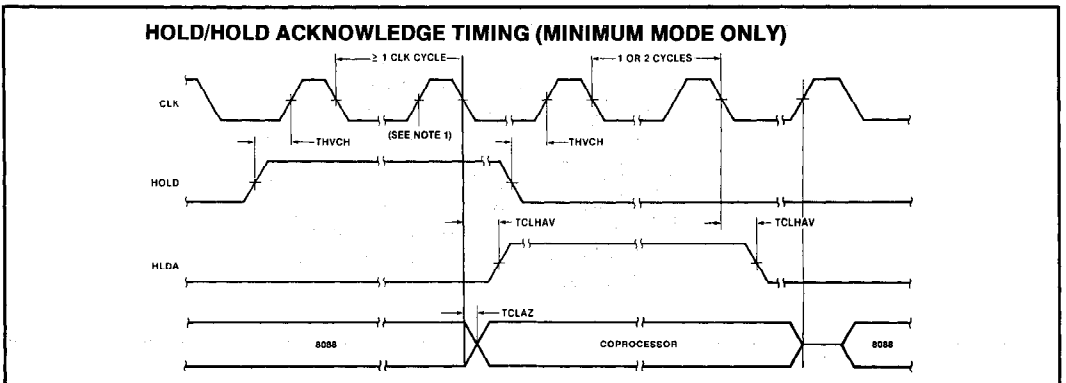 HOLD/HOLD ACKNOWLEDGE TIMING (MINIMUM MODE ONLY)
≥ 1 CLK CYCLE
1 OR 2 CYCLES
CLK
(SEE NOTE 1)
THVCH
THVCH
HOLD
TCLHAV
TCLHAV
HLDA
TCLAZ
8088
COPROCESSOR
8088